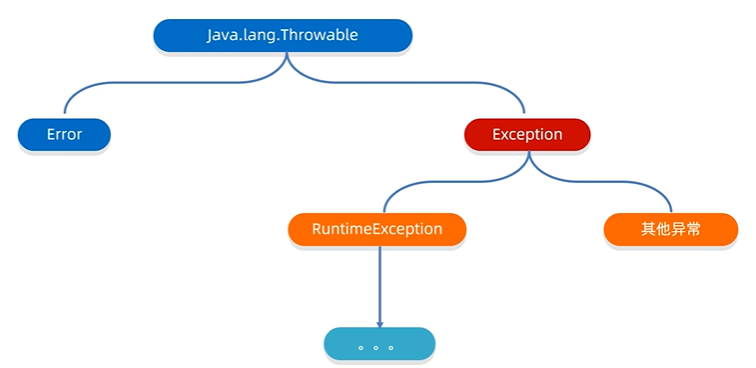 Java.lang.Throwable
Error
Exception
RuntimeException
其他异常
。。。